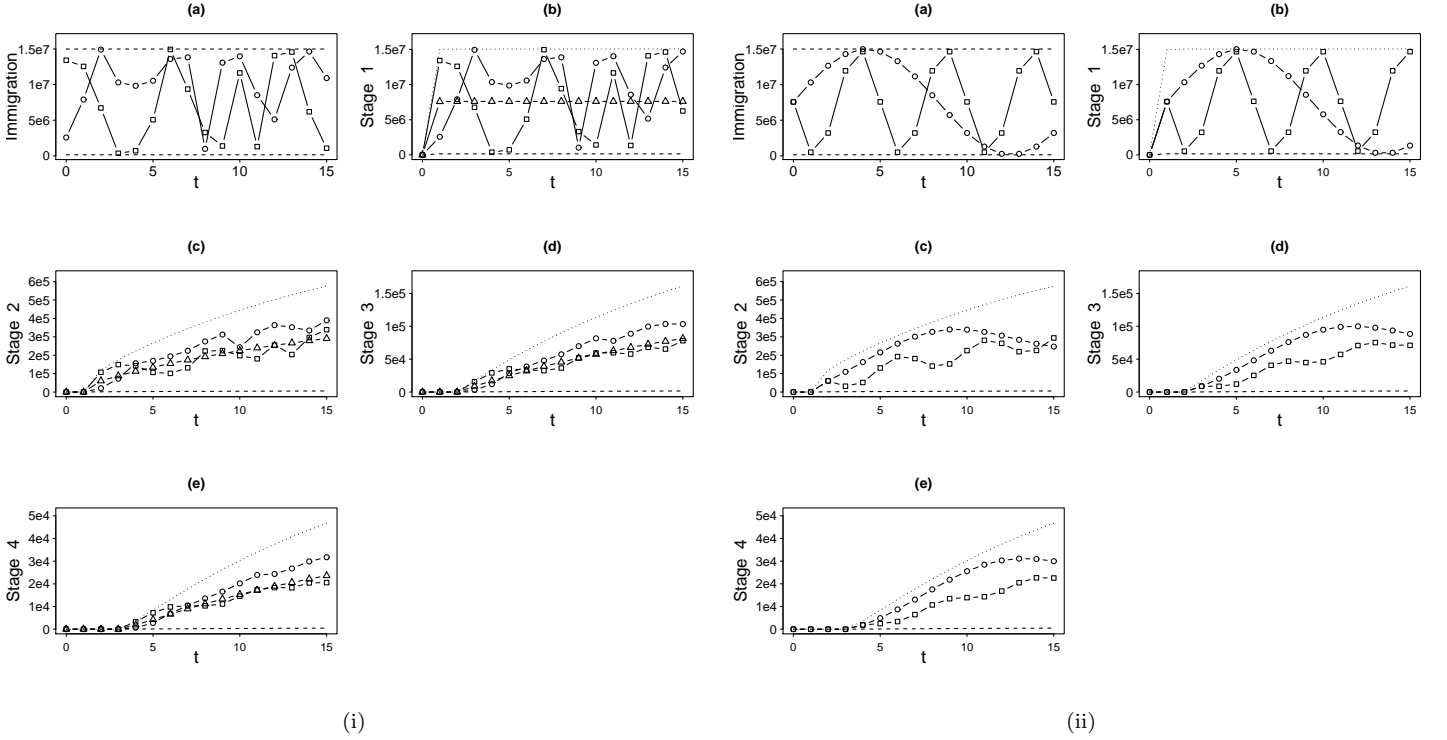 (a)
(b)
(a)
(b)
Immigration
1.5e7
1e7
5e6
0
0
5
10
15
t
Stage 1
1.5e7
1e7
5e6
0
0
5
10
15
t
Immigration
1.5e7
1e7
5e6
0
0
5
10
15
t
Stage 1
1.5e7
1e7
5e6
0
0
5
10
15
t
(c)
(d)
(c)
(d)
Stage 2
6e5
5e5
4e5
3e5
2e5
1e5
0
0
5
10
15
t
Stage 3
1.5e5
1e5
5e4
0
0
5
10
15
t
Stage 2
6e5
5e5
4e5
3e5
2e5
1e5
0
0
5
10
15
t
Stage 3
1.5e5
1e5
5e4
0
0
5
10
15
t
(e)
(e)
Stage 4
5e4
4e4
3e4
2e4
1e4
0
0
5
10
15
t
Stage 4
5e4
4e4
3e4
2e4
1e4
0
0
5
10
15
t
(i)
(ii)